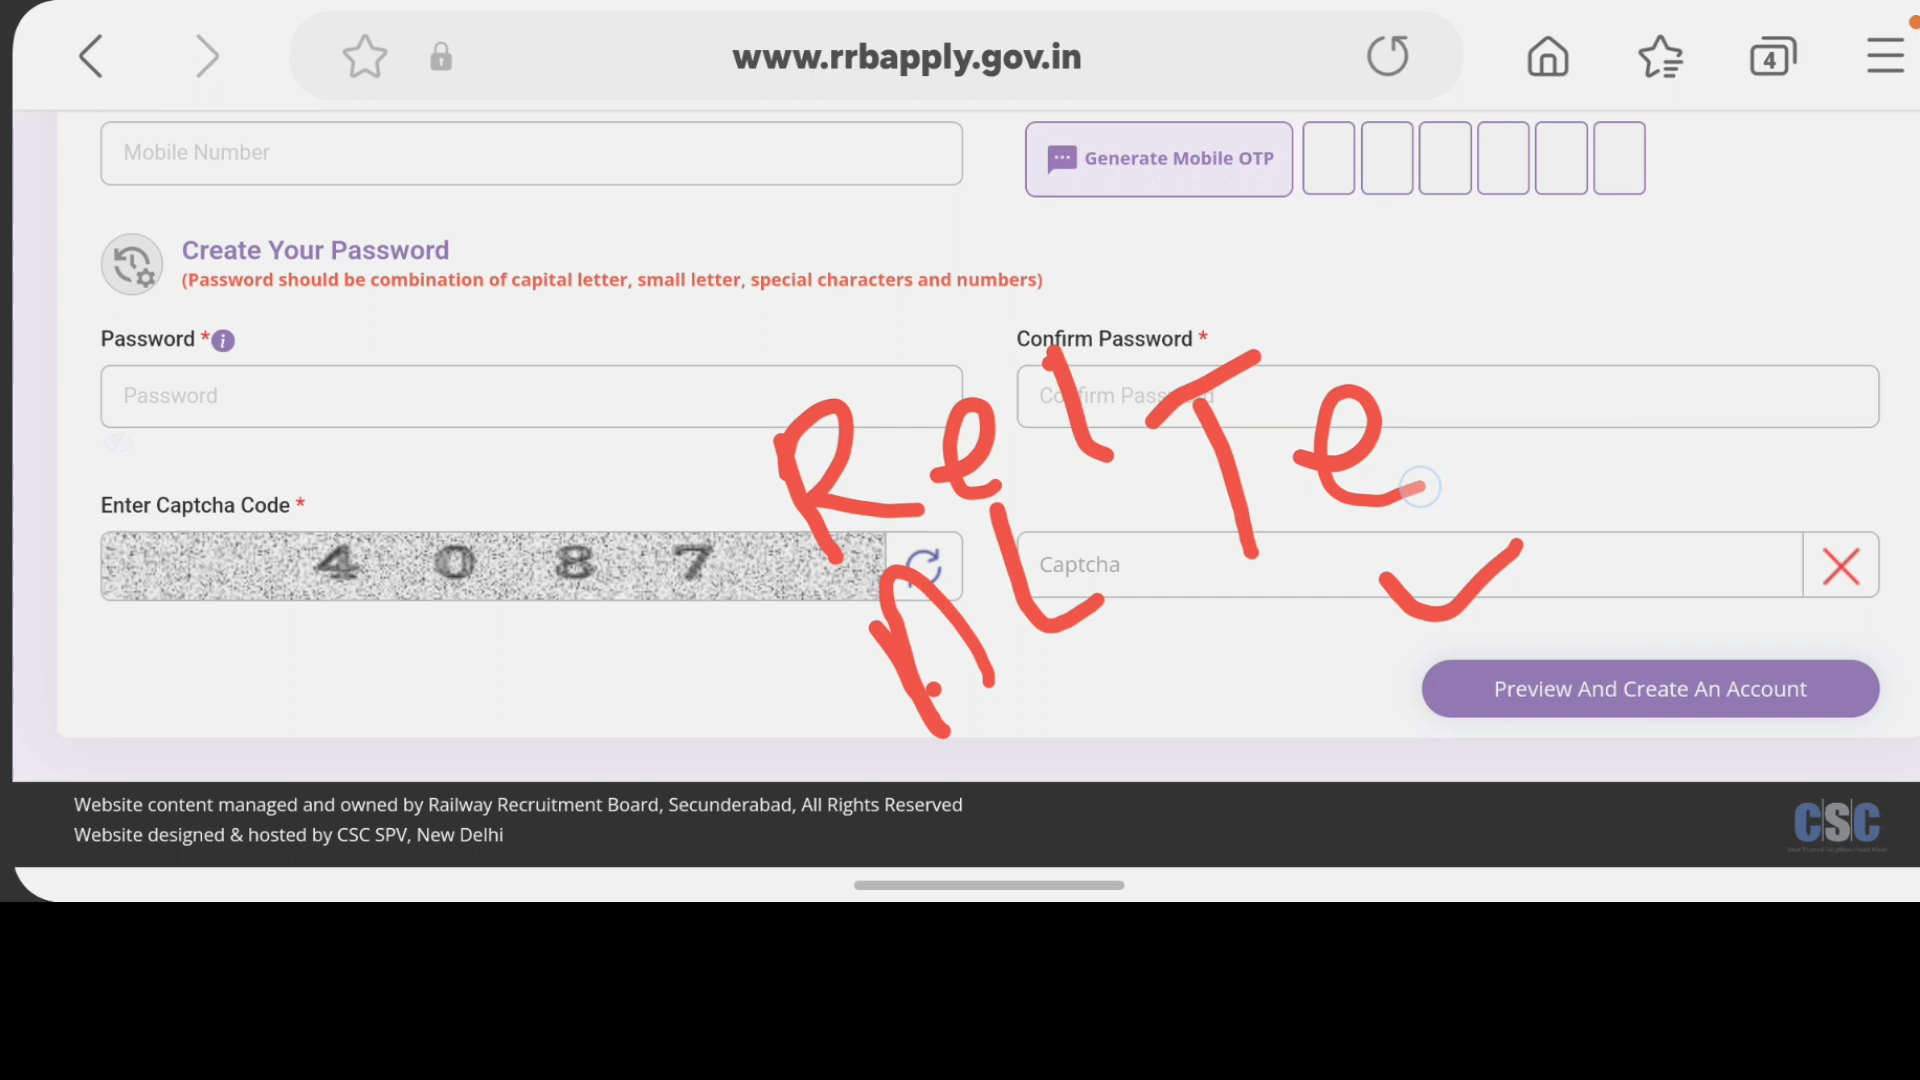 www.rrbapply.gov.in
4
Mobile Number
Generate Mobile OTP
Create Your Password
(Password should be combination of capital letter, small letter, special characters and numbers)
Password * i
Confirm Password *
Password
Confirm Password
Enter Captcha Code *
4 0 8 7
Captcha
Preview And Create An Account
Website content managed and owned by Railway Recruitment Board, Secunderabad, All Rights Reserved
Website designed & hosted by CSC SPV, New Delhi
CSC